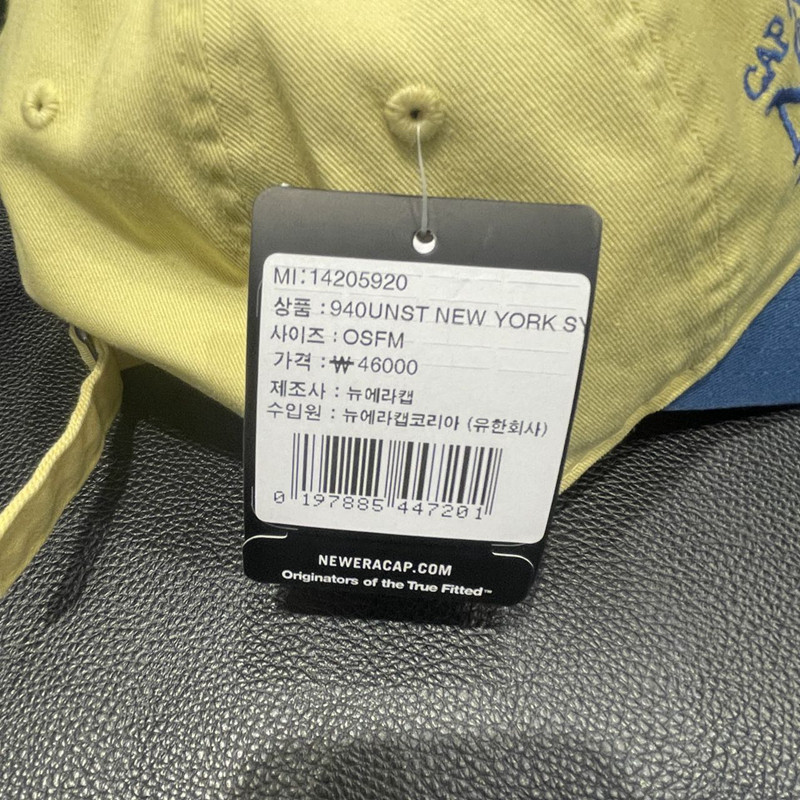 CAP
MI:14205920
상품 : 940UNST NEW YORK SY
사이즈 : OSFM
가격 : ₩ 46000
제조사 : 뉴에라캡
수입원 : 뉴에라캡코리아 (유한회사)
0 197885 447201
NEWERACAP.COM
Originators of the True Fitted™